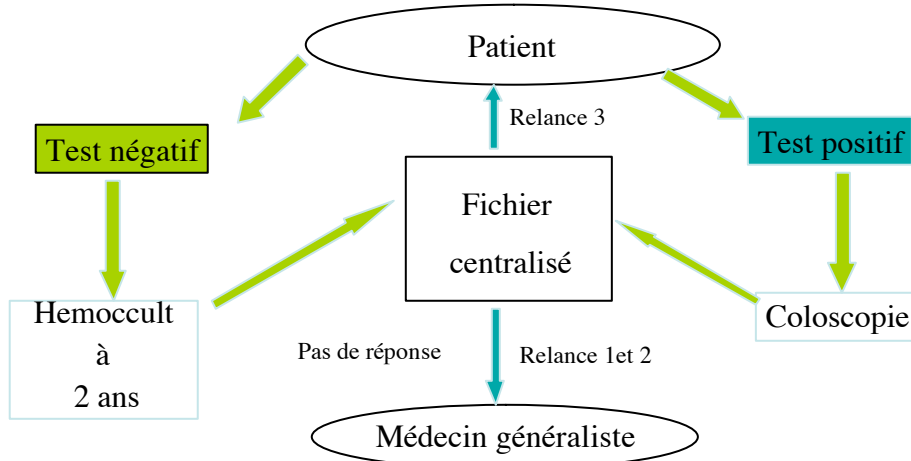 Patient
Relance 3
Test négatif
Test positif
Fichier
centralisé
Hemoccult
à
2 ans
Coloscopie
Pas de réponse
Relance 1et 2
Médecin généraliste